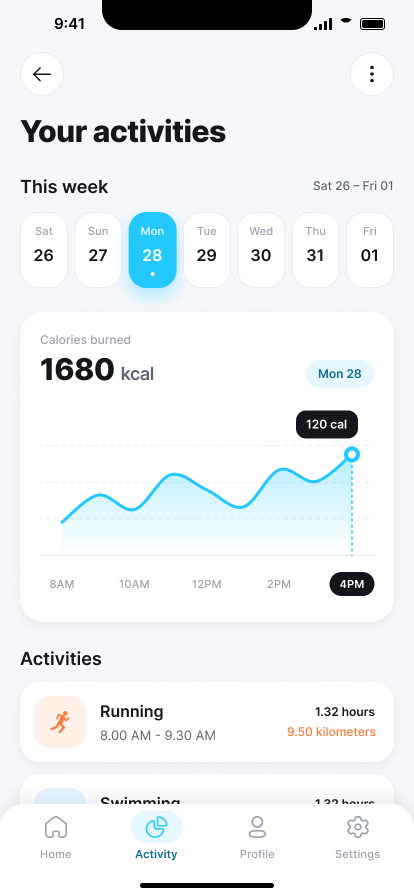 9:41
Your activities
This week
Sat 26 – Fri 01
Sat Sun Mon Tue Wed Thu Fri
26 27 28 29 30 31 01
Calories burned
1680 kcal
Mon 28
120 cal
8AM 10AM 12PM 2PM 4PM
Activities
Running
1.32 hours
8.00 AM - 9.30 AM
9.50 kilometers
Swimming
1.32 hours
Home Activity Profile Settings